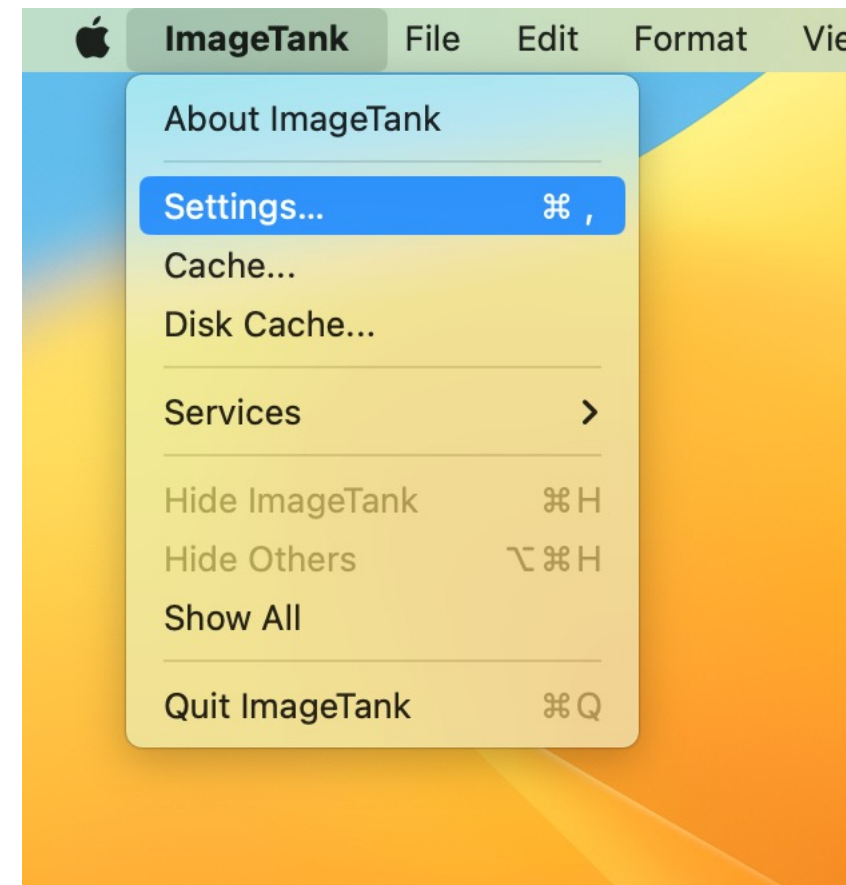 ImageTank File Edit Format Vie
About ImageTank
Settings... ⌘ ,
Cache...
Disk Cache...
Services
Hide ImageTank ⌘H
Hide Others ⌥⌘H
Show All
Quit ImageTank ⌘Q